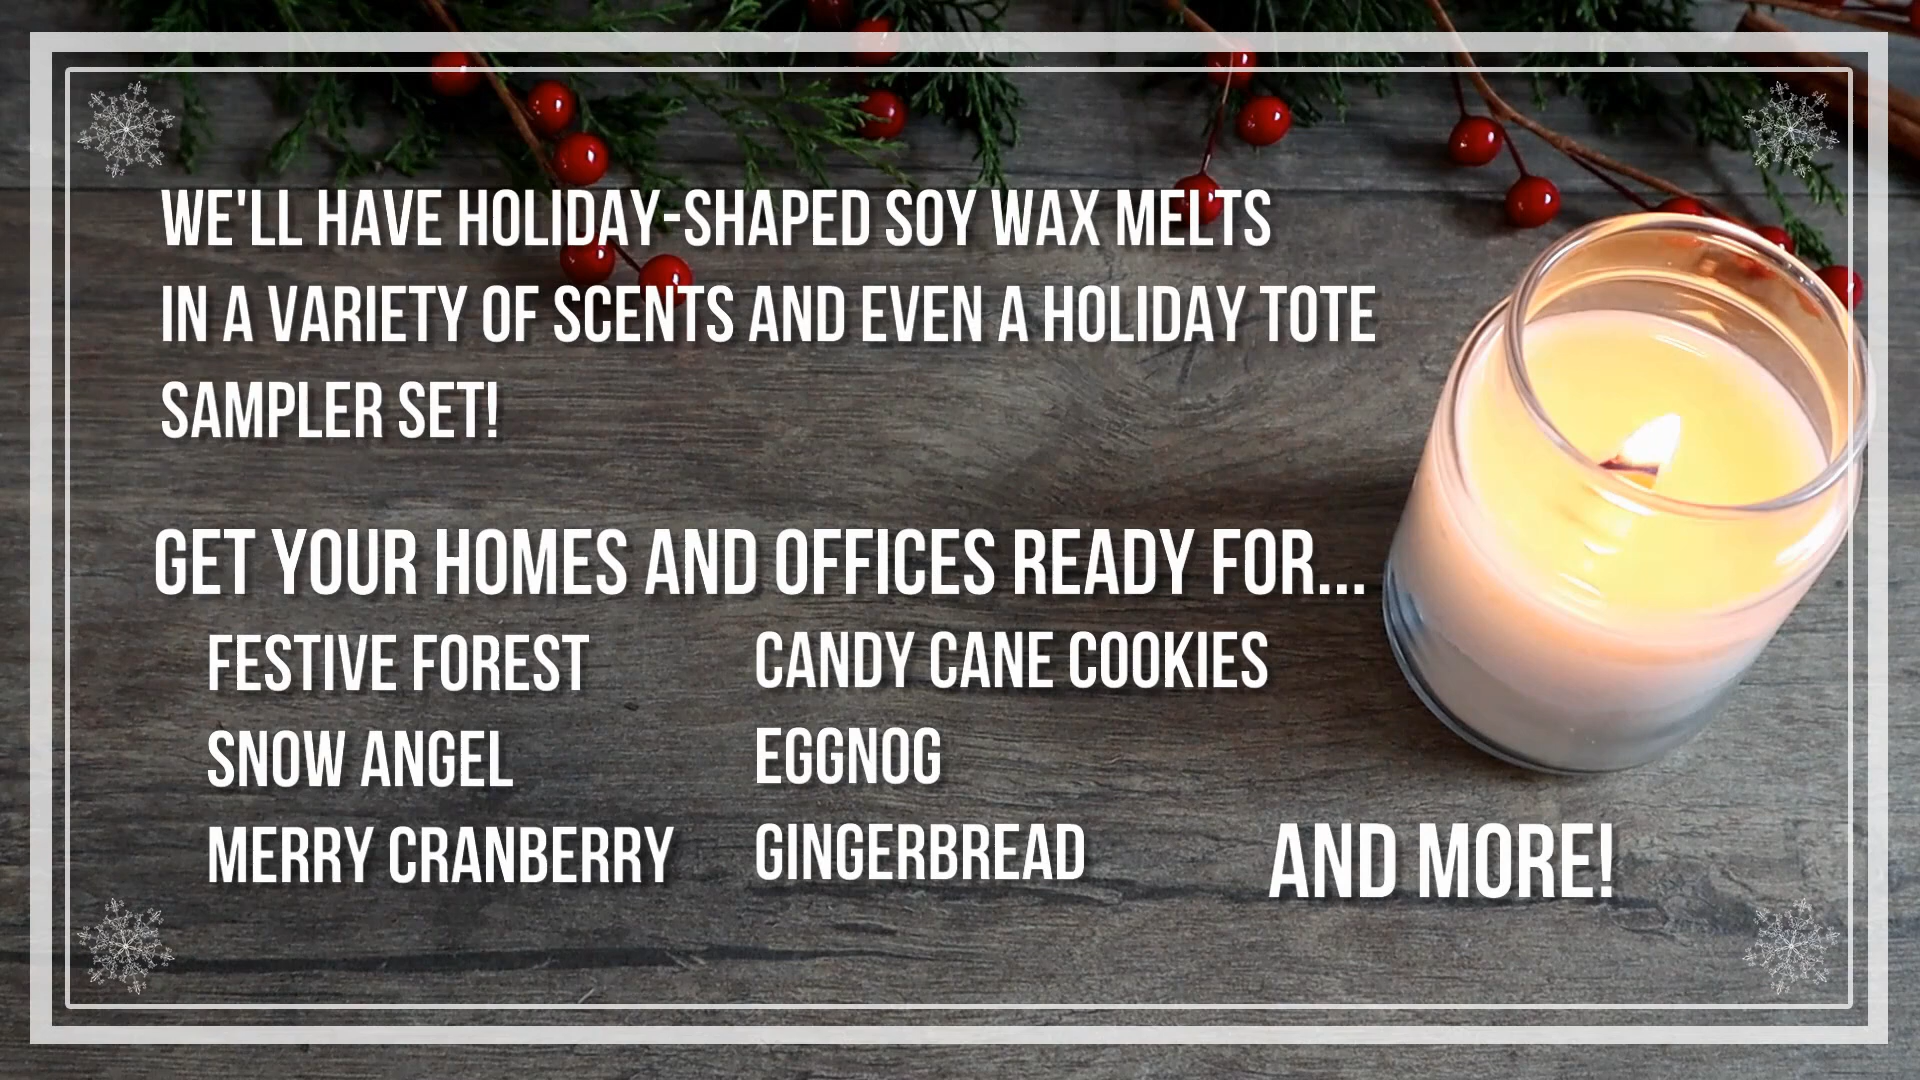 WE'LL HAVE HOLIDAY-SHAPED SOY WAX MELTS
IN A VARIETY OF SCENTS AND EVEN A HOLIDAY TOTE
SAMPLER SET!
GET YOUR HOMES AND OFFICES READY FOR...
FESTIVE FOREST
SNOW ANGEL
MERRY CRANBERRY
CANDY CANE COOKIES
EGGNOG
GINGERBREAD
AND MORE!